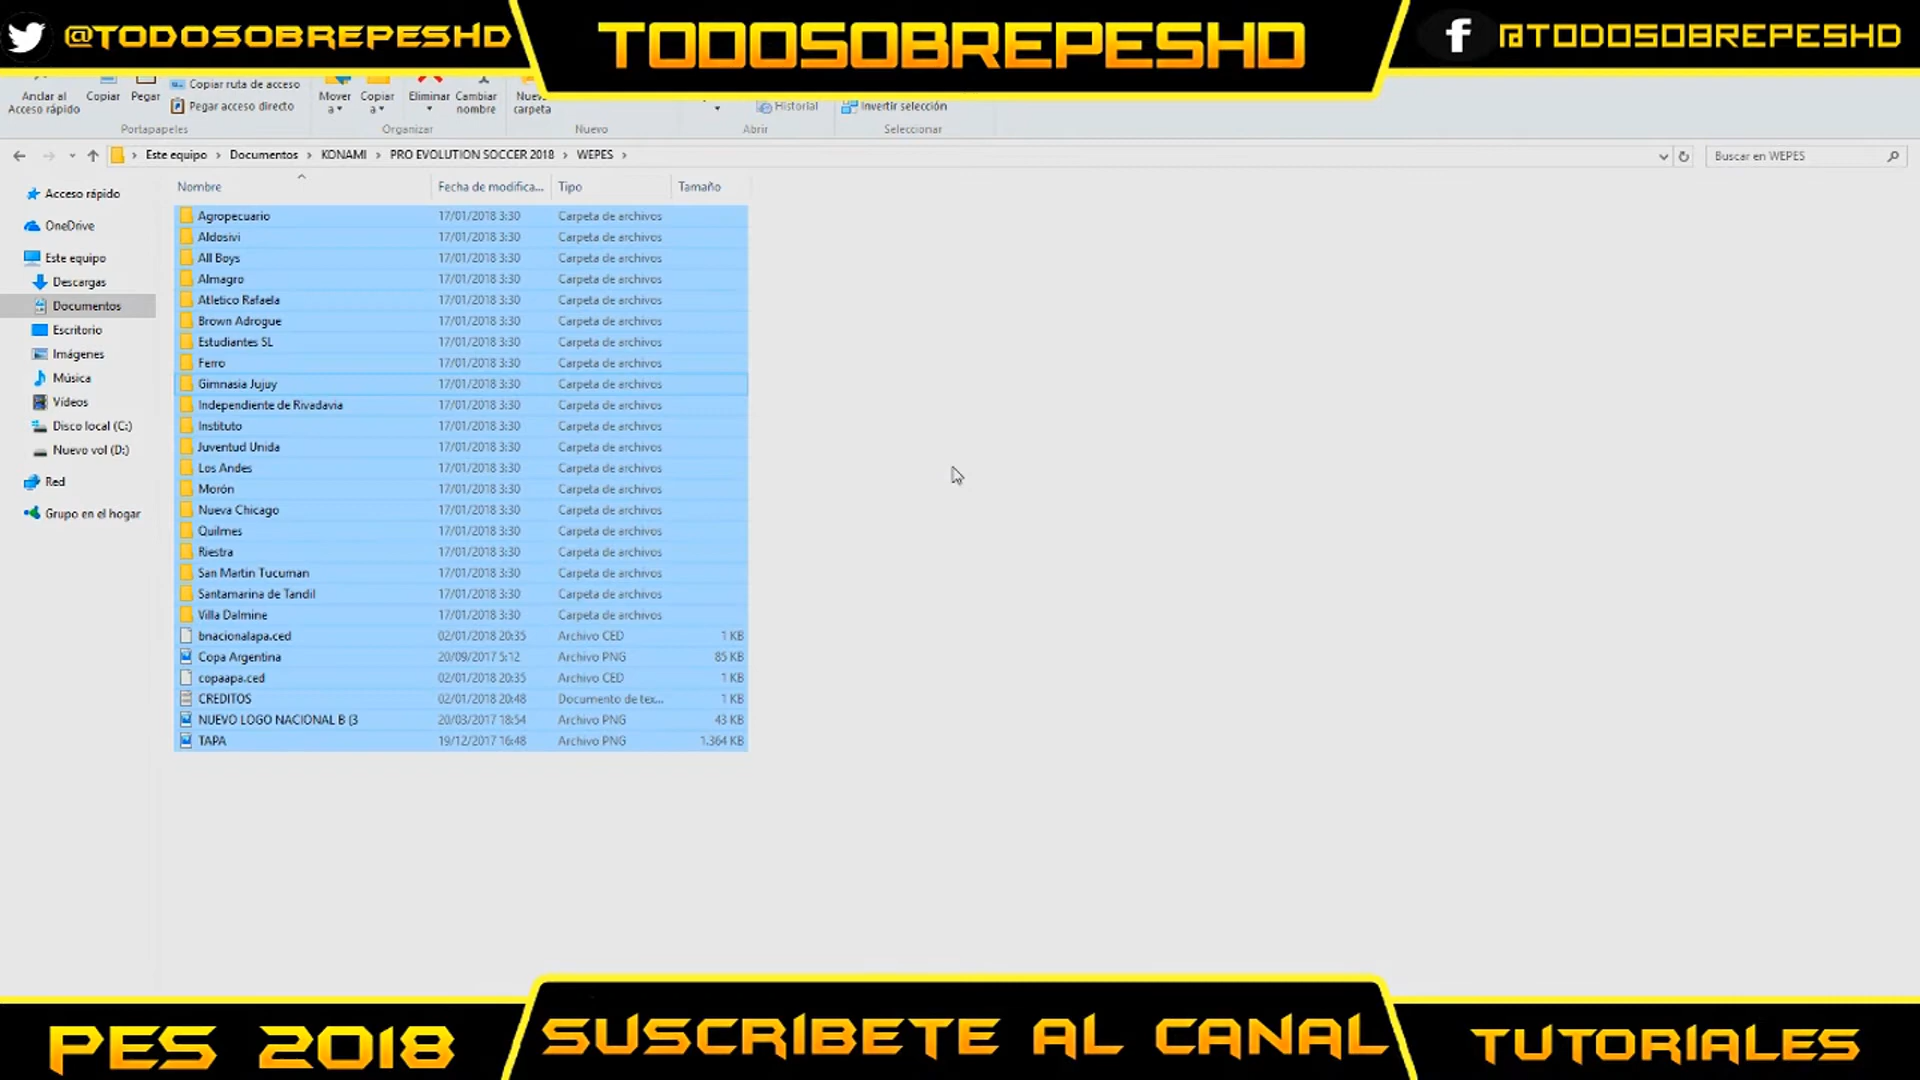 @TODOSOBREPESHD
TODOSOBREPESHD
@TODOSOBREPESHD
Anclar al
Acceso rápido
Copiar
Pegar
Copiar ruta de acceso
Pegar acceso directo
Portapapeles
Mover
a
Copiar
a
Eliminar
Cambiar
nombre
Organizar
carpeta
Nuevo
Historial
Abrir
Invertir selección
Seleccionar
Este equipo > Documentos > KONAMI > PRO EVOLUTION SOCCER 2018 > WEPES >
Buscar en WEPES
Acceso rápido
OneDrive
Este equipo
Descargas
Documentos
Escritorio
Imágenes
Música
Vídeos
Disco local (C:)
Nuevo vol (D:)
Red
Grupo en el hogar
Nombre Fecha de modifica... Tipo Tamaño
Agropecuario 17/01/2018 3:30 Carpeta de archivos
Aldosivi 17/01/2018 3:30 Carpeta de archivos
All Boys 17/01/2018 3:30 Carpeta de archivos
Almagro 17/01/2018 3:30 Carpeta de archivos
Atletico Rafaela 17/01/2018 3:30 Carpeta de archivos
Brown Adrogue 17/01/2018 3:30 Carpeta de archivos
Estudiantes SL 17/01/2018 3:30 Carpeta de archivos
Ferro 17/01/2018 3:30 Carpeta de archivos
Gimnasia Jujuy 17/01/2018 3:30 Carpeta de archivos
Independiente de Rivadavia 17/01/2018 3:30 Carpeta de archivos
Instituto 17/01/2018 3:30 Carpeta de archivos
Juventud Unida 17/01/2018 3:30 Carpeta de archivos
Los Andes 17/01/2018 3:30 Carpeta de archivos
Morón 17/01/2018 3:30 Carpeta de archivos
Nueva Chicago 17/01/2018 3:30 Carpeta de archivos
Quilmes 17/01/2018 3:30 Carpeta de archivos
Riestra 17/01/2018 3:30 Carpeta de archivos
San Martin Tucuman 17/01/2018 3:30 Carpeta de archivos
Santamarina de Tandil 17/01/2018 3:30 Carpeta de archivos
Villa Dalmine 17/01/2018 3:30 Carpeta de archivos
bnacionalapa.ced 02/01/2018 20:35 Archivo CED 1 KB
Copa Argentina 20/09/2017 5:12 Archivo PNG 85 KB
copaapa.ced 02/01/2018 20:35 Archivo CED 1 KB
CREDITOS 02/01/2018 20:48 Documento de tex... 1 KB
NUEVO LOGO NACIONAL B (3 20/03/2017 18:54 Archivo PNG 43 KB
TAPA 19/12/2017 16:48 Archivo PNG 1.364 KB
PES 2018
SUSCRÍBETE AL CANAL
TUTORIALES